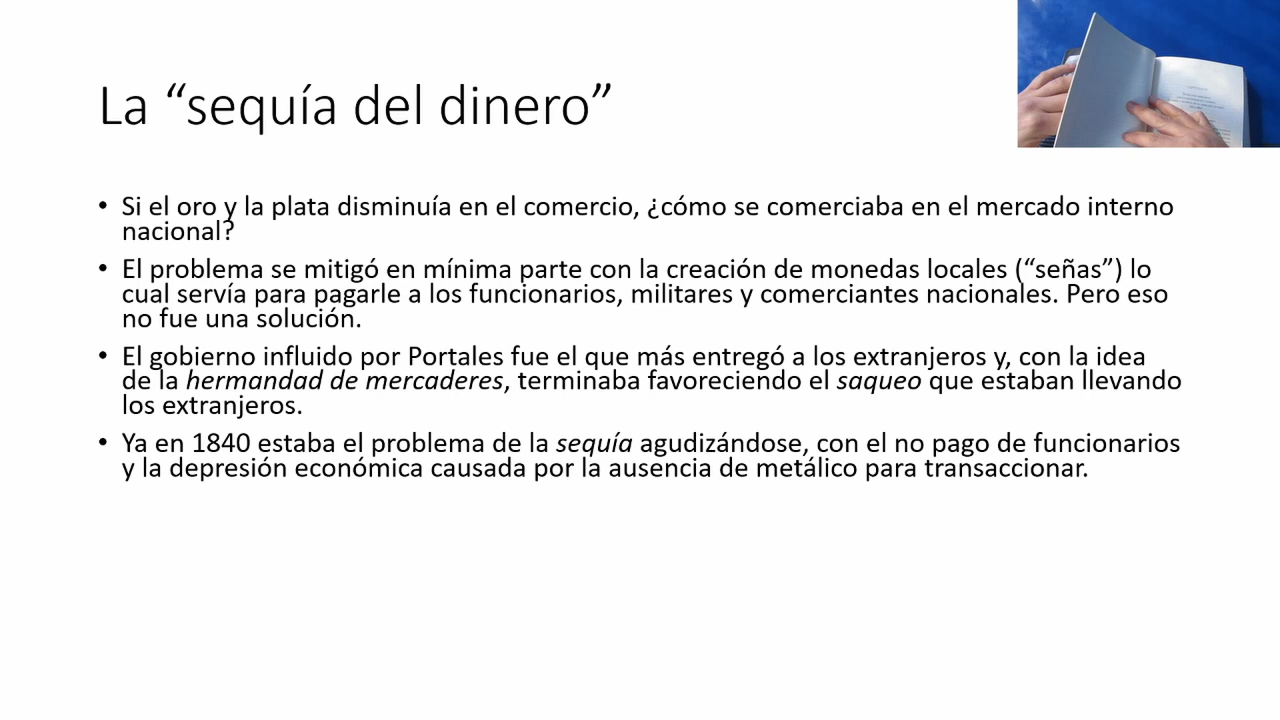 La “sequía del dinero”
• Si el oro y la plata disminuía en el comercio, ¿cómo se comerciaba en el mercado interno
nacional?
• El problema se mitigó en mínima parte con la creación de monedas locales (“señas”) lo
cual servía para pagarle a los funcionarios, militares y comerciantes nacionales. Pero eso
no fue una solución.
• El gobierno influido por Portales fue el que más entregó a los extranjeros y, con la idea
de la hermandad de mercaderes, terminaba favoreciendo el saqueo que estaban llevando
los extranjeros.
• Ya en 1840 estaba el problema de la sequía agudizándose, con el no pago de funcionarios
y la depresión económica causada por la ausencia de metálico para transaccionar.